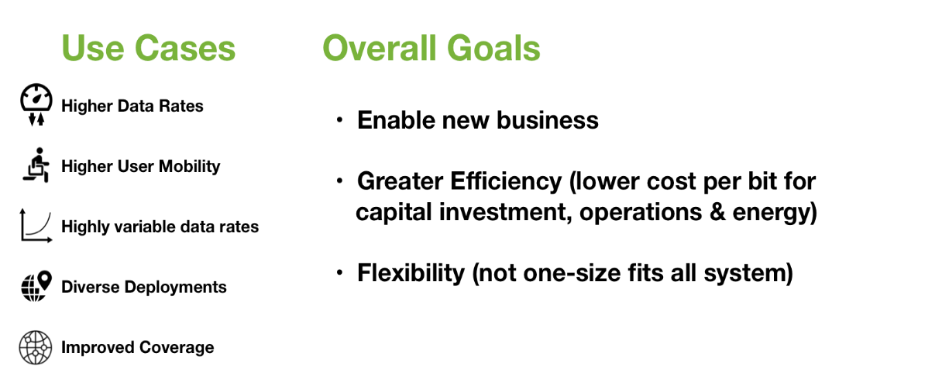 Use Cases
Higher Data Rates
Higher User Mobility
Highly variable data rates
Diverse Deployments
Improved Coverage
Overall Goals
• Enable new business
• Greater Efficiency (lower cost per bit for
capital investment, operations & energy)
• Flexibility (not one-size fits all system)